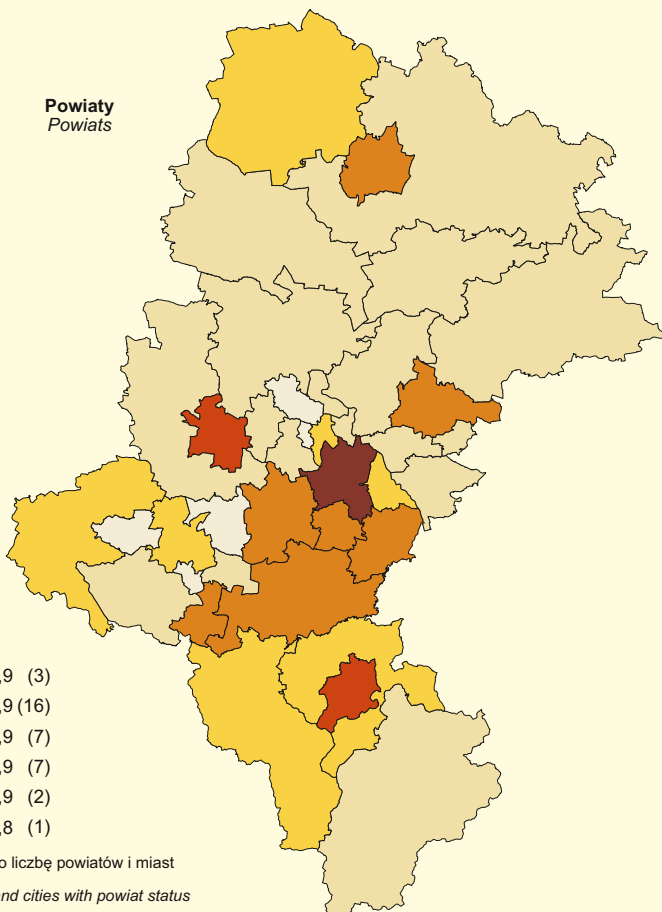 Powiaty
Powiats
,9 (3)
,9 (16)
,9 (7)
,9 (7)
,9 (2)
,8 (1)
o liczbę powiatów i miast
nd cities with powiat status